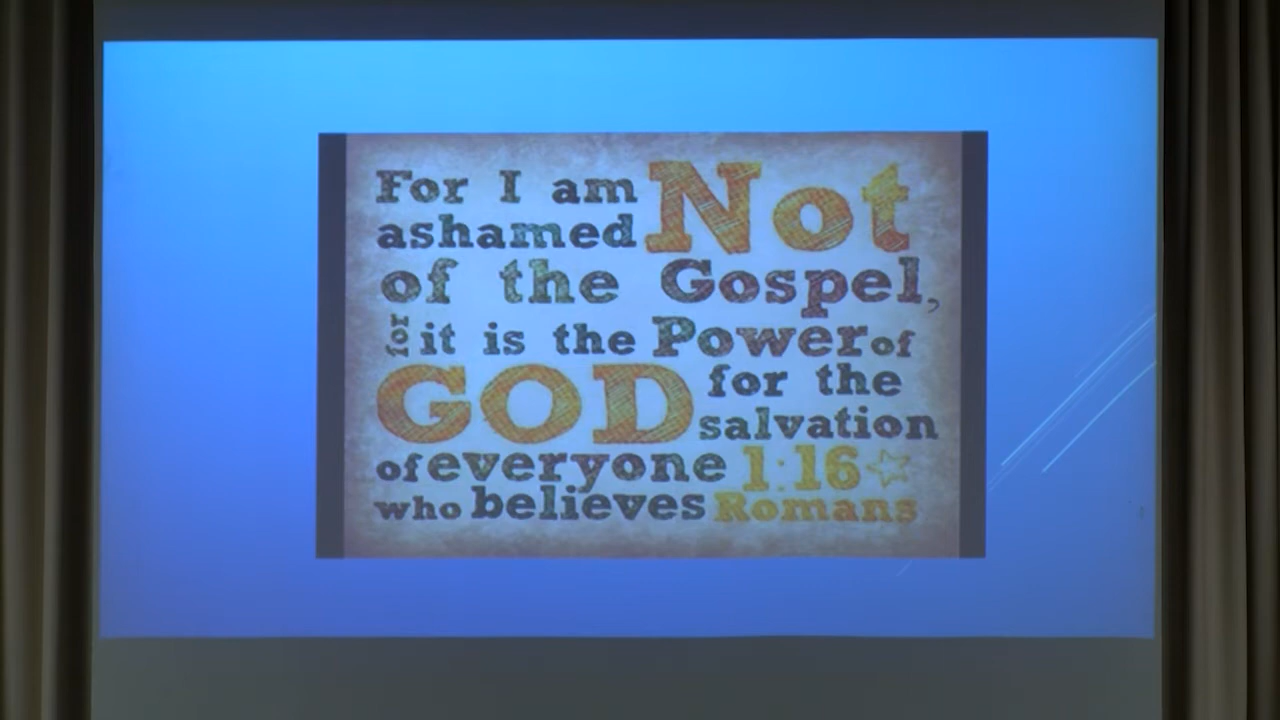 For I am Not
ashamed
of the Gospel,
for it is the Power of
GOD for the
salvation
of everyone 1:16
who believes Romans